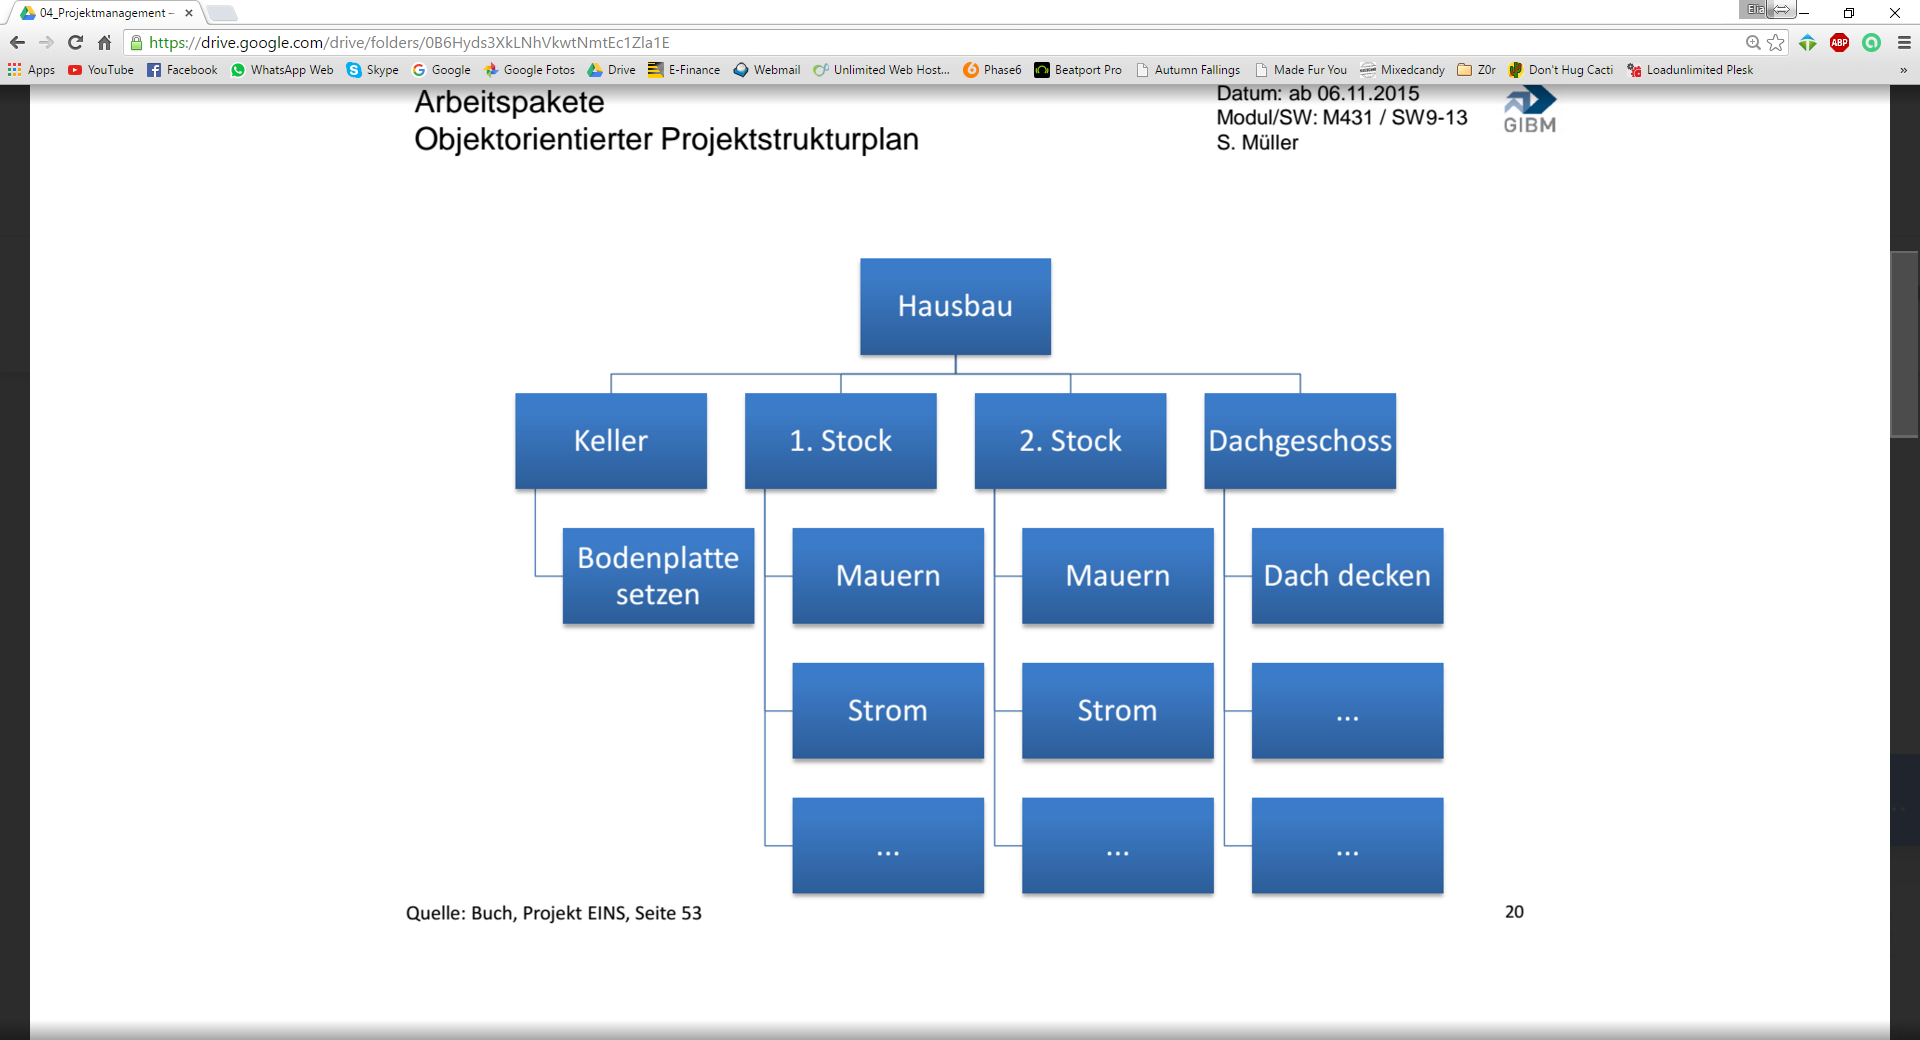 04_Projektmanagement –
Elia
https://drive.google.com/drive/folders/0B6Hyds3XkLNhVkwtNmtEc1Zla1E
ABP
Apps YouTube Facebook WhatsApp Web Skype Google Google Fotos Drive E-Finance Webmail Unlimited Web Host... Phase6 Beatport Pro Autumn Fallings Made Fur You Mixedcandy Z0r Don't Hug Cacti Loadunlimited Plesk »
Arbeitspakete
Objektorientierter Projektstrukturplan
Datum: ab 06.11.2015
Modul/SW: M431 / SW9-13
S. Müller
GIBM
Hausbau
Keller 1. Stock 2. Stock Dachgeschoss
Bodenplatte
setzen
Mauern Mauern Dach decken
Strom Strom ...
... ... ...
Quelle: Buch, Projekt EINS, Seite 53
20